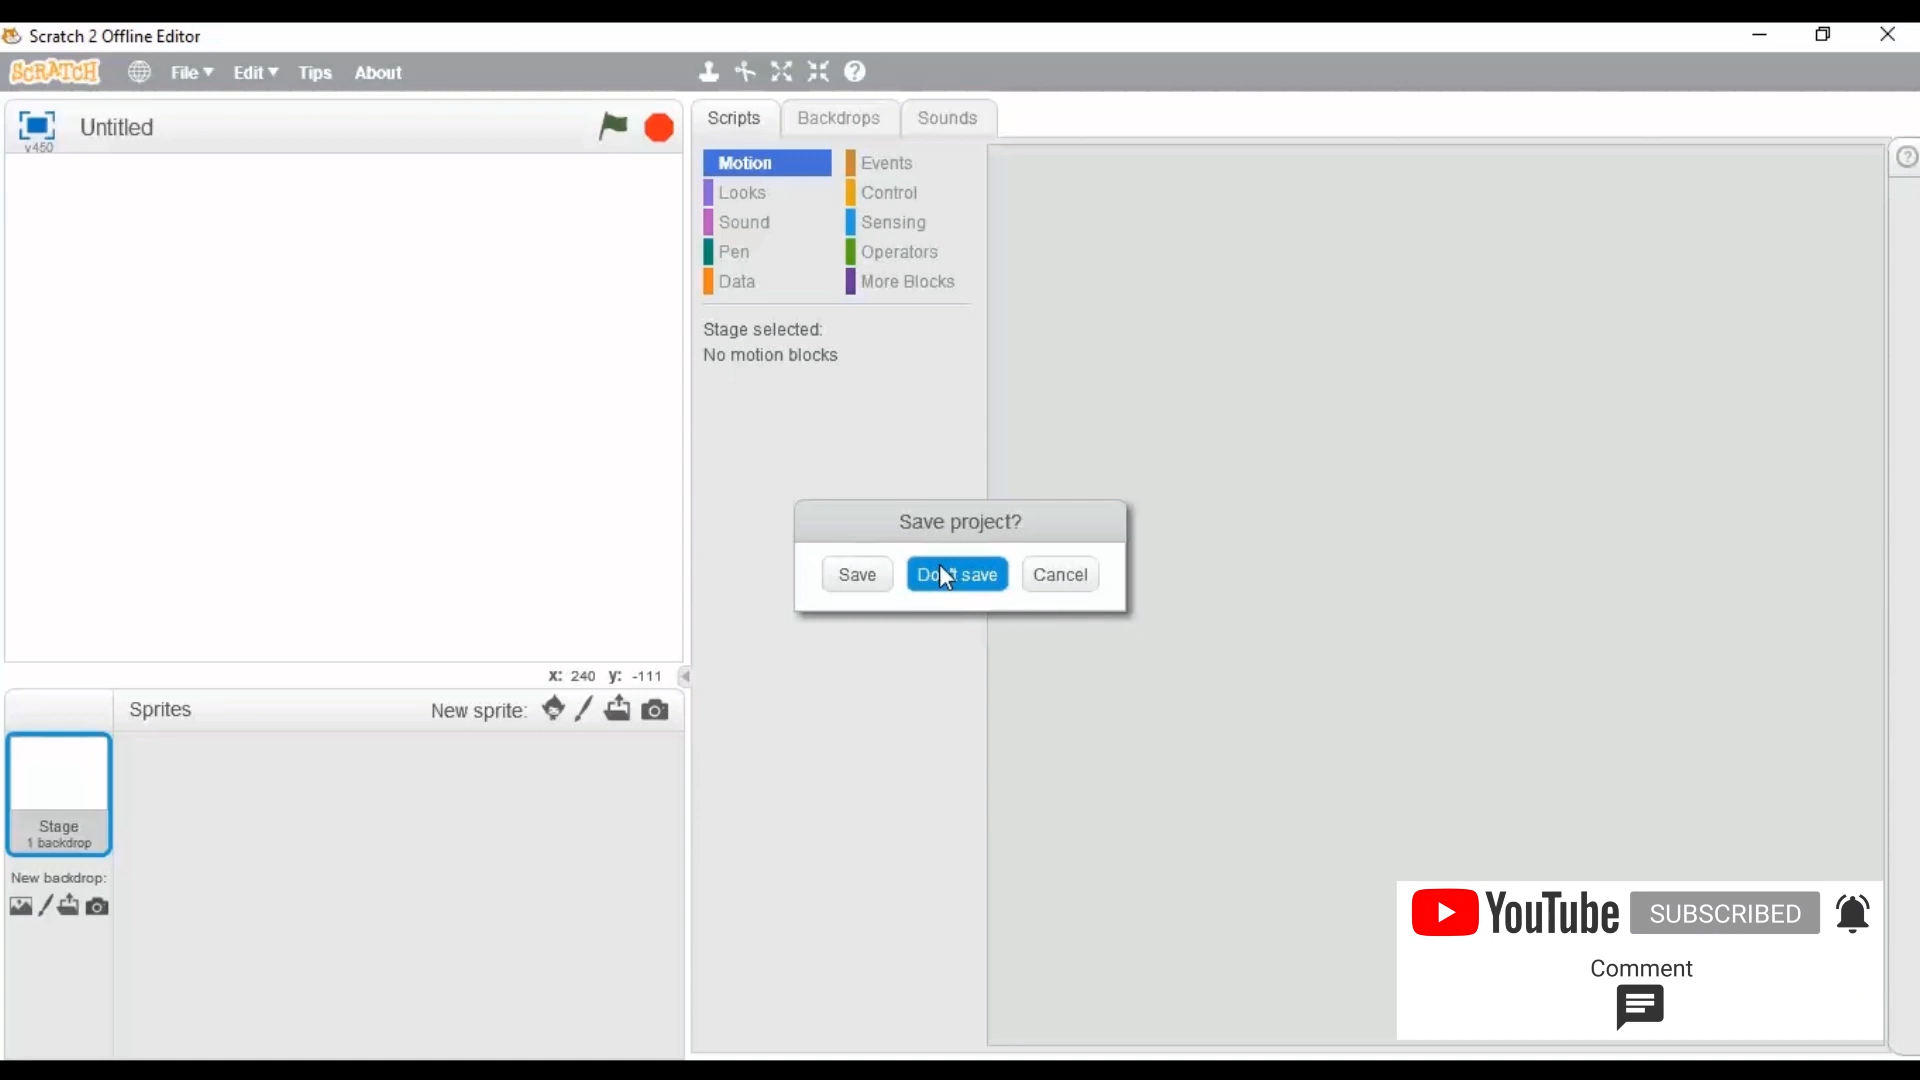 Scratch 2 Offline Editor
SCRATCH File Edit Tips About
v450
Untitled
Scripts Backdrops Sounds
Motion Events
Looks Control
Sound Sensing
Pen Operators
Data More Blocks
Stage selected:
No motion blocks
Save project?
Save Don't save Cancel
x: 240 y: -111
Sprites New sprite:
Stage
1 backdrop
New backdrop:
YouTube SUBSCRIBED
Comment